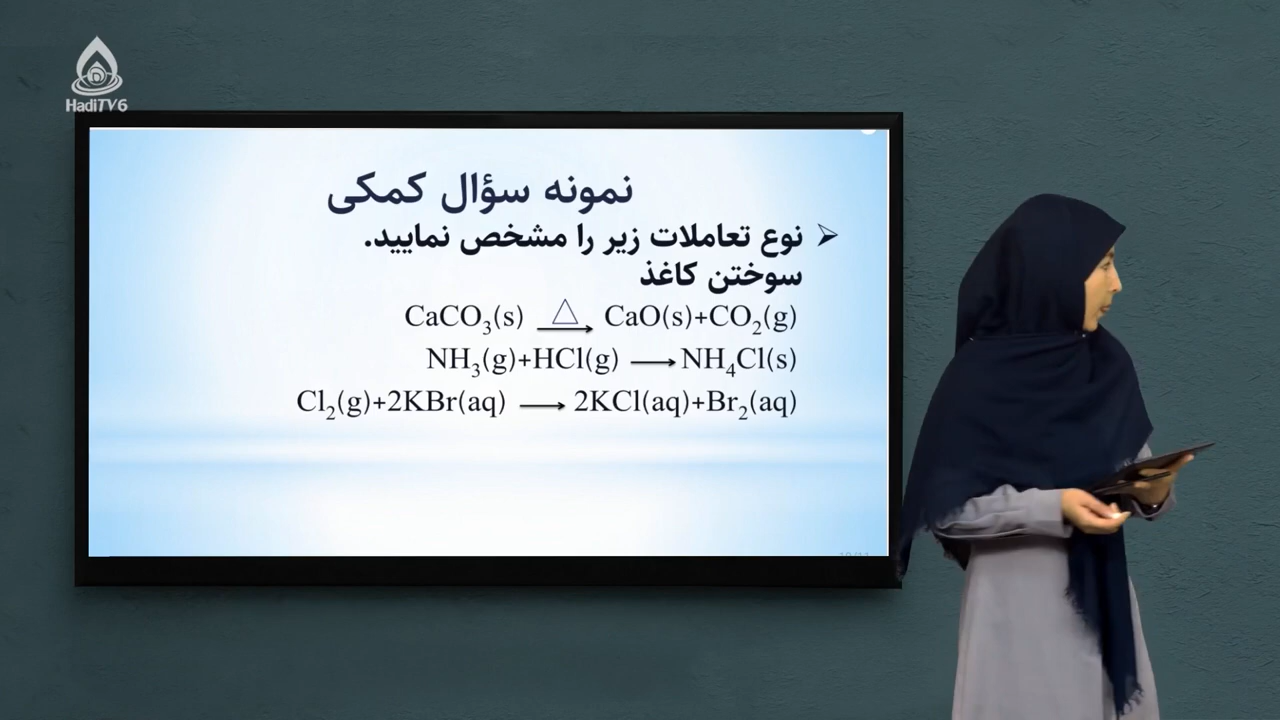 HadiTV6
نمونه سؤال کمکی
➢ نوع تعاملات زیر را مشخص نمایید.
سوختن کاغذ
CaCO₃(s) △⟶ CaO(s)+CO₂(g)
NH₃(g)+HCl(g) ⟶ NH₄Cl(s)
Cl₂(g)+2KBr(aq) ⟶ 2KCl(aq)+Br₂(aq)